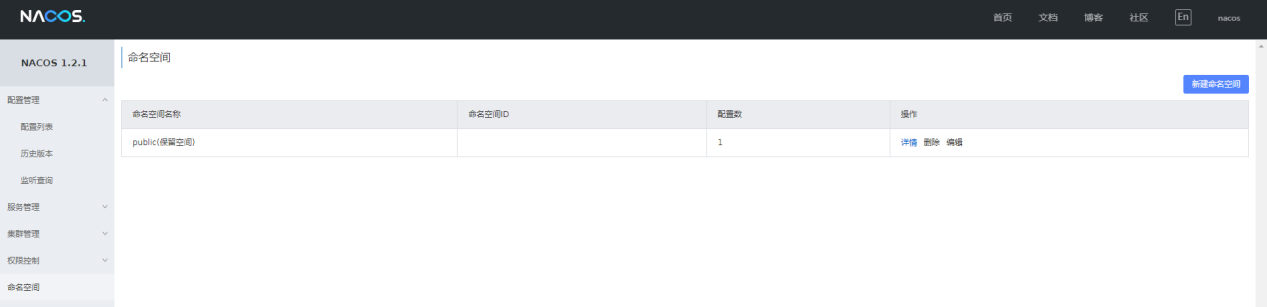 NACOS.
首页 文档 博客 社区 En nacos
NACOS 1.2.1
配置管理
配置列表
历史版本
监听查询
服务管理
集群管理
权限控制
命名空间
命名空间
新建命名空间
命名空间名称 命名空间ID 配置数 操作
public(保留空间) 1 详情 删除 编辑